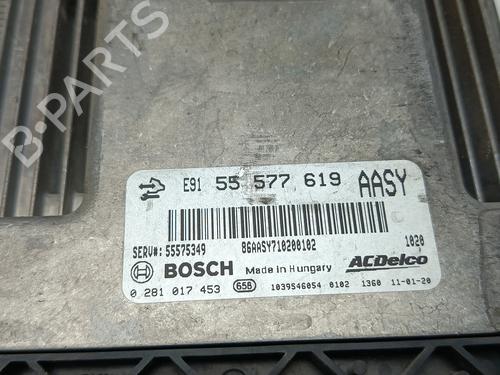 B-PARTS
E91 55 577 619 AASY
SERV#: 55575349 86AASY710200102 1020
BOSCH Made in Hungary ACDelco
0 281 017 453 658 1039S46054 0102 1360 11-01-20